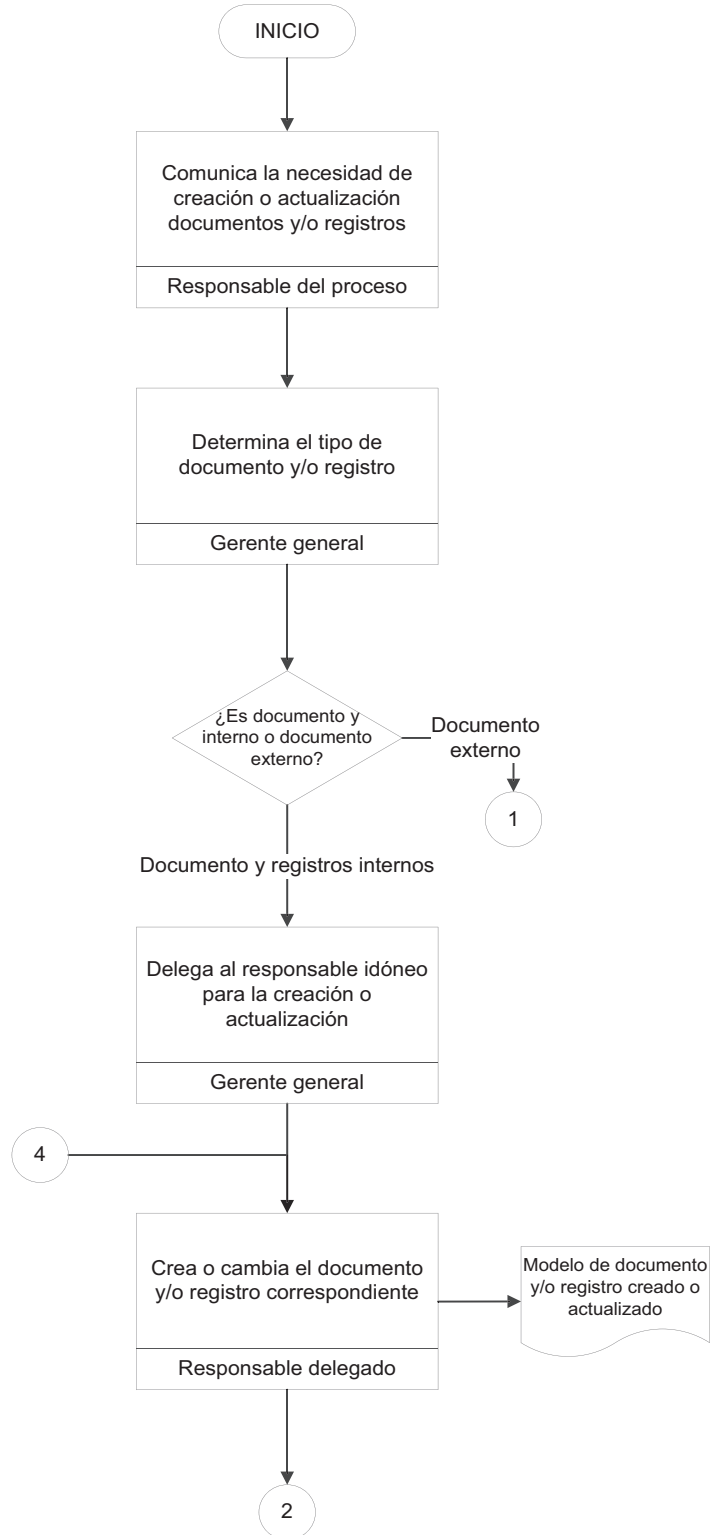 INICIO
Comunica la necesidad de
creación o actualización
documentos y/o registros
Responsable del proceso
Determina el tipo de
documento y/o registro
Gerente general
¿Es documento y
interno o documento
externo?
Documento
externo
1
Documento y registros internos
Delega al responsable idóneo
para la creación o
actualización
Gerente general
4
Crea o cambia el documento
y/o registro correspondiente
Responsable delegado
Modelo de documento
y/o registro creado o
actualizado
2